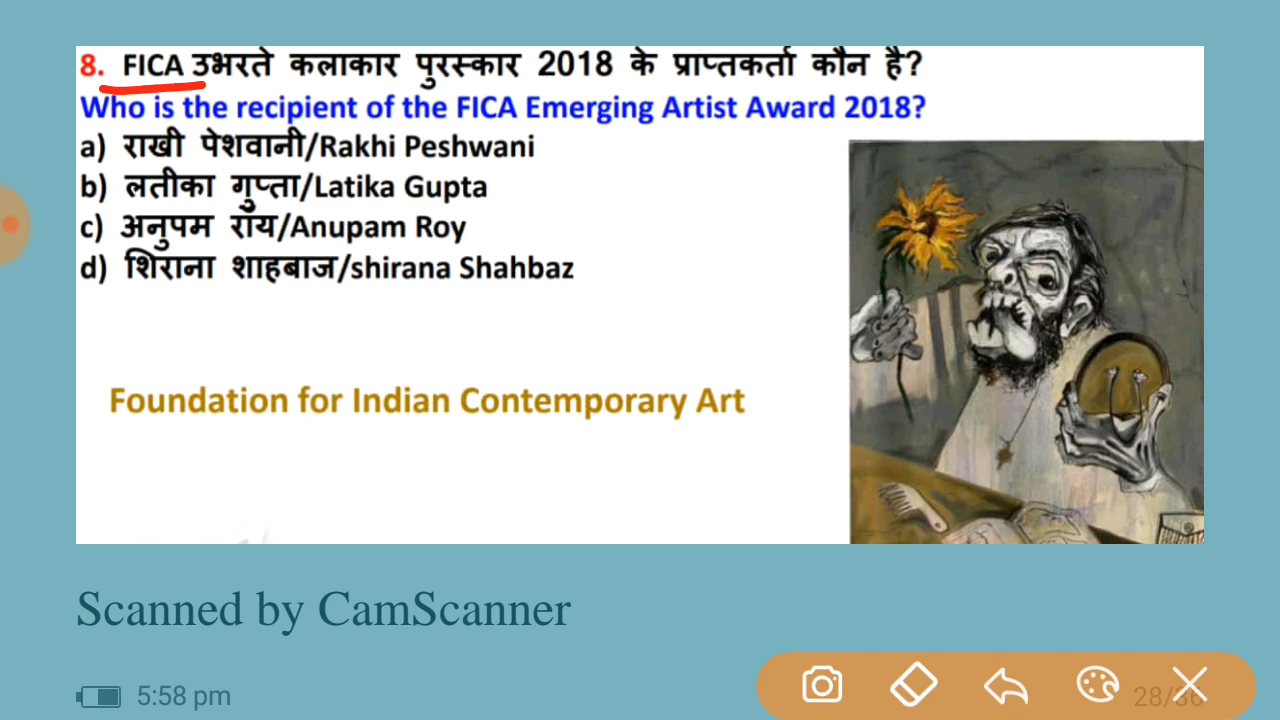 8. FICA उभरते कलाकार पुरस्कार 2018 के प्राप्तकर्ता कौन है?
Who is the recipient of the FICA Emerging Artist Award 2018?
a) राखी पेशवानी/Rakhi Peshwani
b) लतीका गुप्ता/Latika Gupta
c) अनुपम रॉय/Anupam Roy
d) शिराना शाहबाज/shirana Shahbaz
Foundation for Indian Contemporary Art
Scanned by CamScanner
5:58 pm
28/36